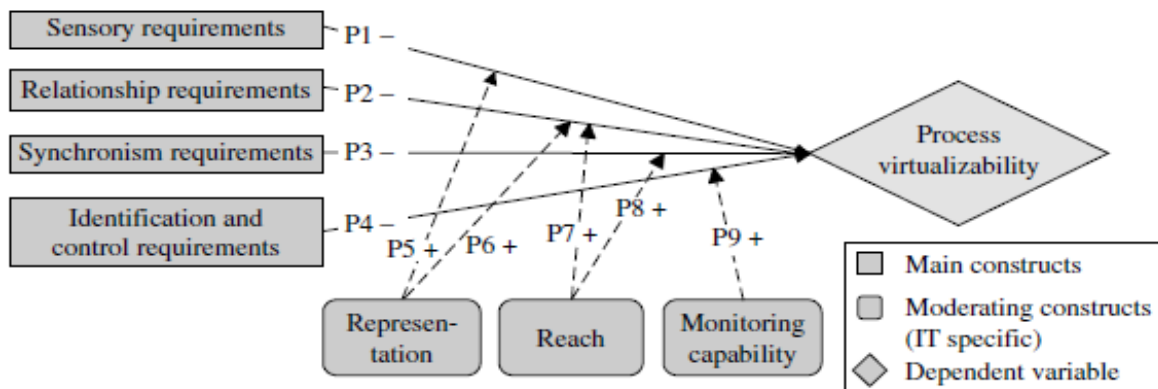 Sensory requirements
P1 –
Relationship requirements
P2 –
Synchronism requirements
P3 –
Identification and
control requirements
P4 –
P5 +
P6 +
P7 +
P8 +
P9 +
Process
virtualizability
Represen-
tation
Reach
Monitoring
capability
Main constructs
Moderating constructs
(IT specific)
Dependent variable